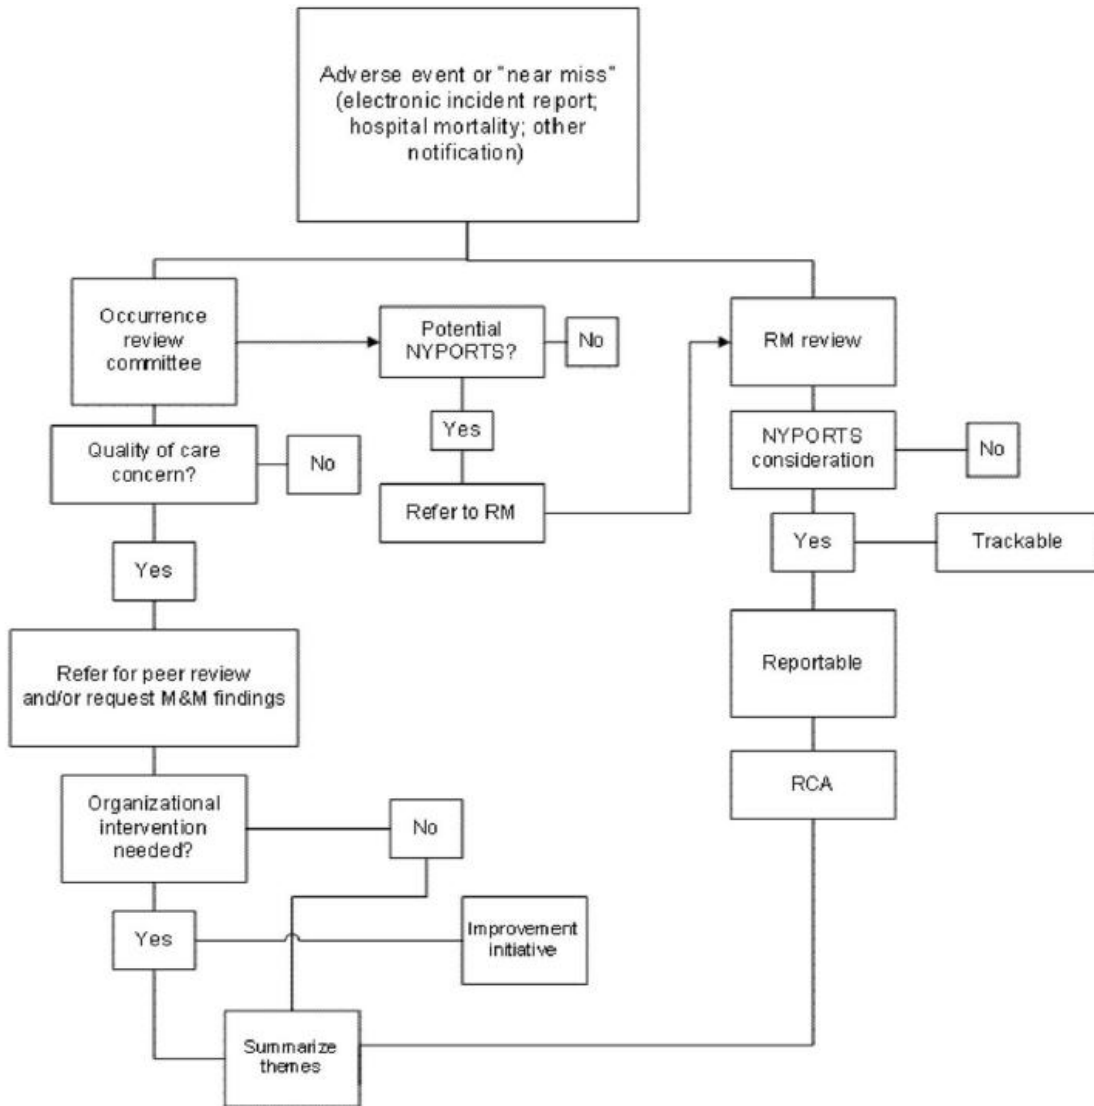 Adverse event or "near miss"
(electronic incident report;
hospital mortality; other
notification)
Occurrence
review
committee
Potential
NYPORTS?
No
RM review
Yes
Quality of care
concern?
No
NYPORTS
consideration
No
Refer to RM
Yes
Trackable
Yes
Refer for peer review
and/or request M&M findings
Reportable
RCA
Organizational
intervention
needed?
No
Yes
Improvement
initiative
Summarize
themes